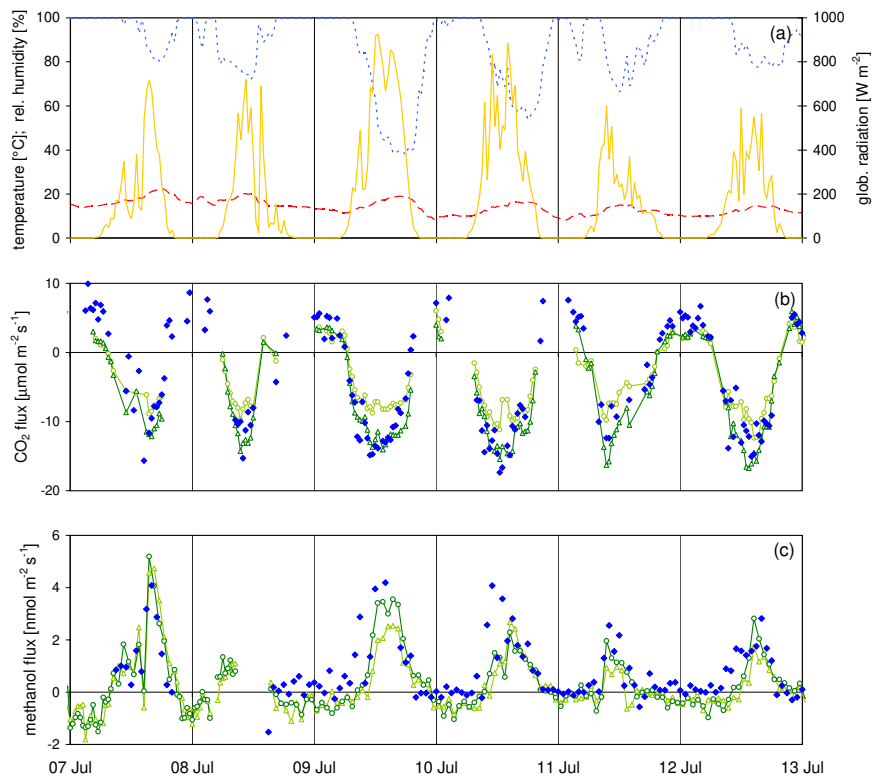 (a)
temperature [°C]; rel. humidity [%]
100
80
60
40
20
0
1000
800
600
400
200
0
glob. radiation [W m-2]
(b)
CO2 flux [µmol m-2 s-1]
10
0
-10
-20
(c)
methanol flux [nmol m-2 s-1]
6
4
2
0
-2
07 Jul 08 Jul 09 Jul 10 Jul 11 Jul 12 Jul 13 Jul